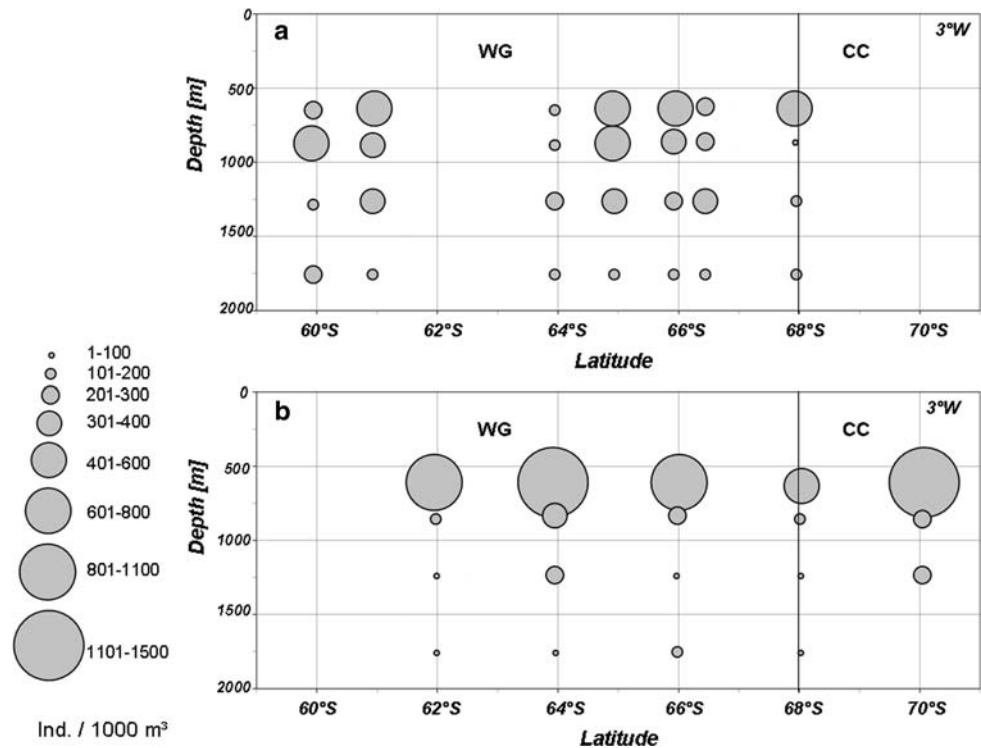 0
a
3°W
WG
CC
500
Depth [m]
1000
1500
2000
60°S 62°S 64°S 66°S 68°S 70°S
Latitude
1-100
101-200
201-300
301-400
401-600
601-800
801-1100
1101-1500
Ind. / 1000 m³
0
b
3°W
WG
CC
500
Depth [m]
1000
1500
2000
60°S 62°S 64°S 66°S 68°S 70°S
Latitude